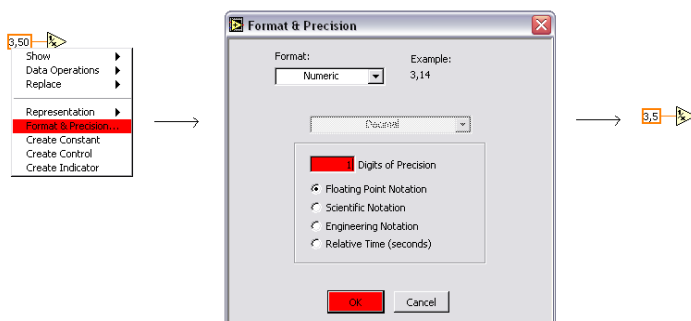 3,50
Show
Data Operations
Replace
Representation
Format & Precision...
Create Constant
Create Control
Create Indicator
Format & Precision
Format:
Example:
Numeric
3,14
Decimal
1 Digits of Precision
Floating Point Notation
Scientific Notation
Engineering Notation
Relative Time (seconds)
OK
Cancel
3,5